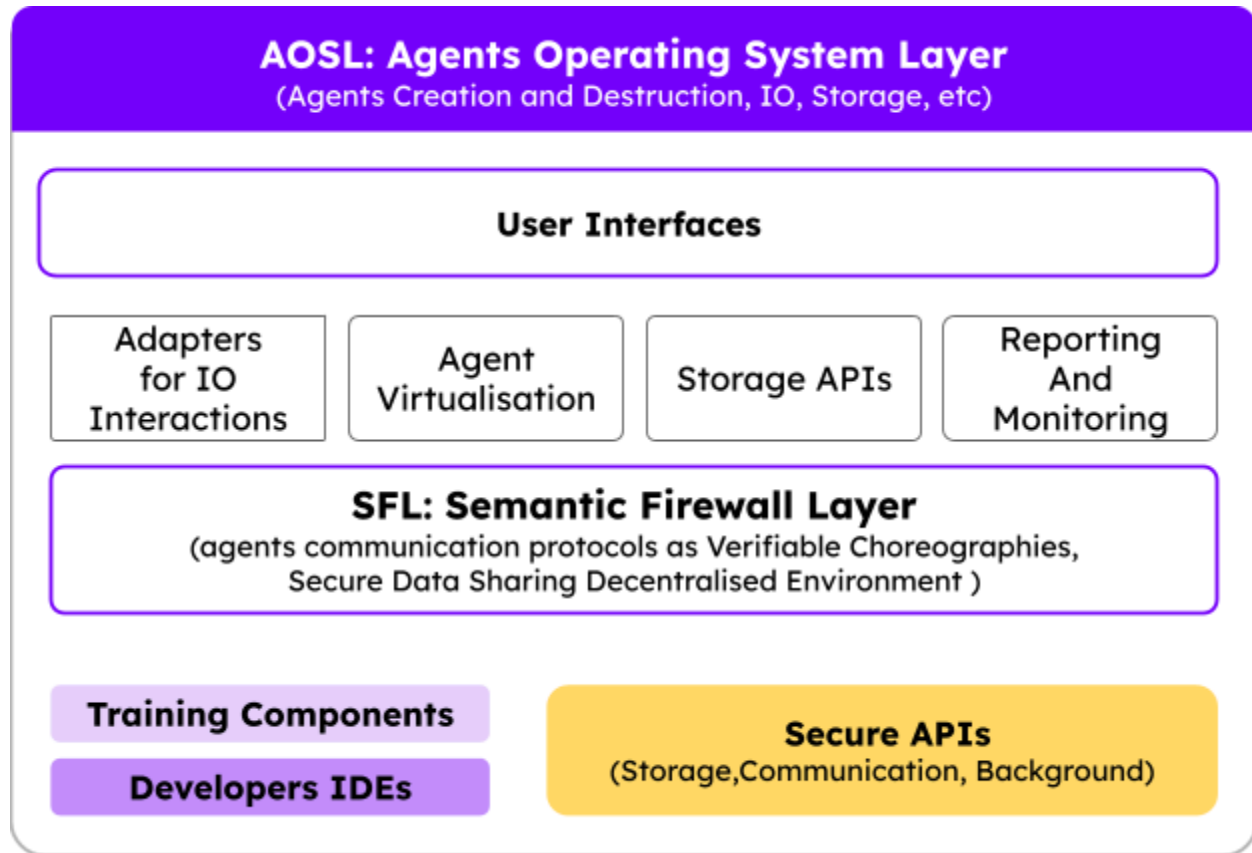 AOSL: Agents Operating System Layer
(Agents Creation and Destruction, IO, Storage, etc)
User Interfaces
Adapters
for IO
Interactions
Agent
Virtualisation
Storage APIs
Reporting
And
Monitoring
SFL: Semantic Firewall Layer
(agents communication protocols as Verifiable Choreographies,
Secure Data Sharing Decentralised Environment )
Training Components
Developers IDEs
Secure APIs
(Storage,Communication, Background)